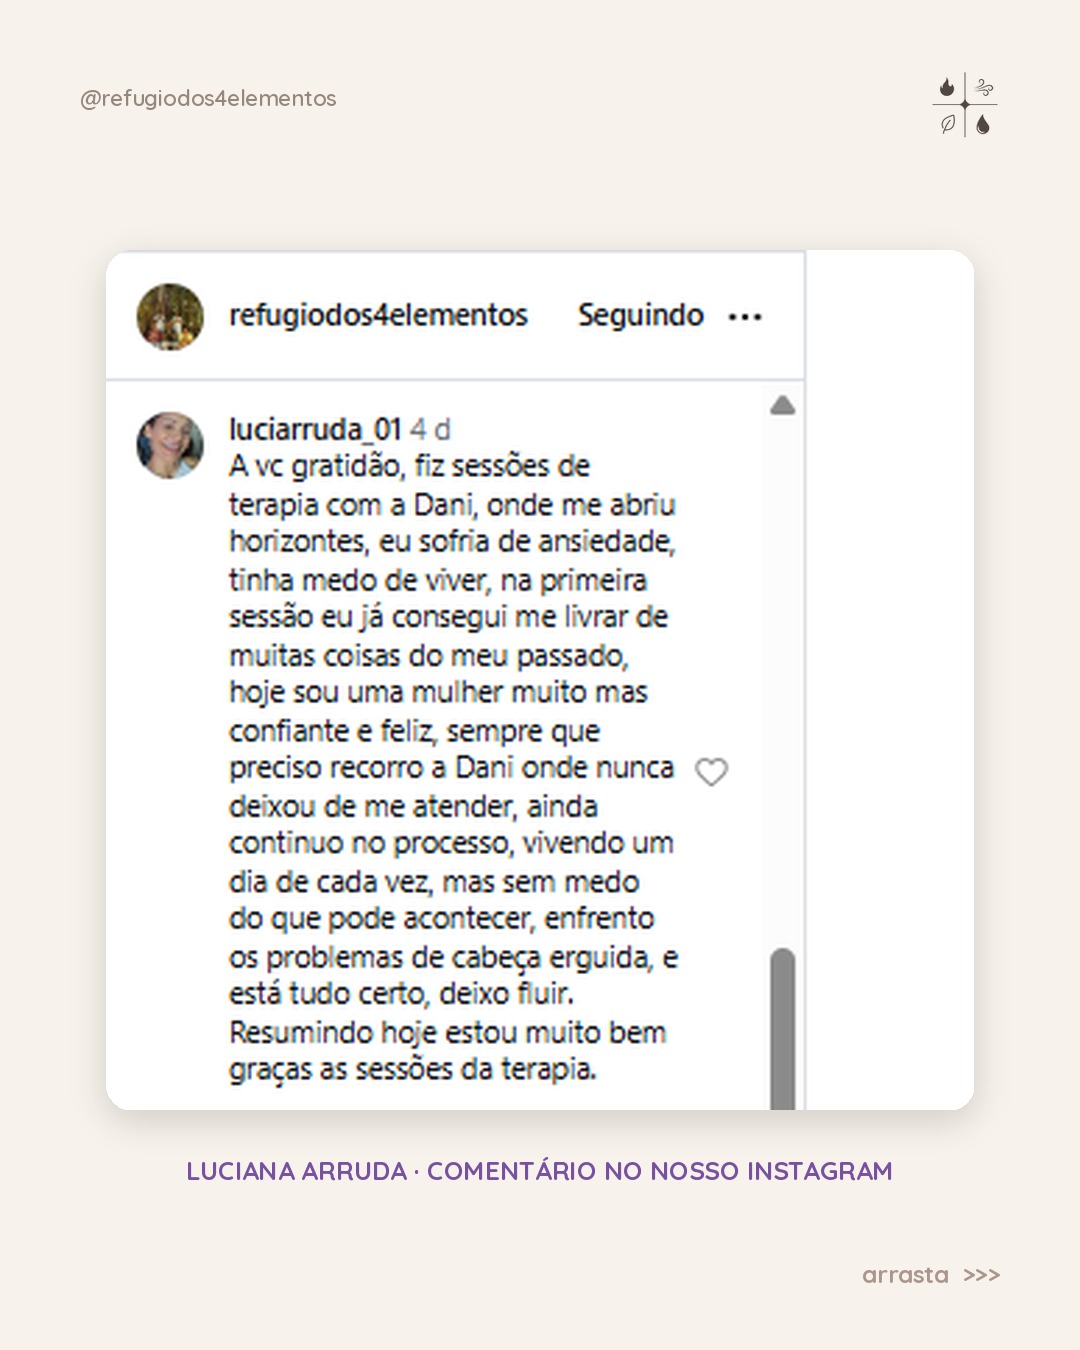 @refugiodos4elementos
refugiodos4elementos Seguindo ...
luciarruda_01 4 d
A vc gratidão, fiz sessões de
terapia com a Dani, onde me abriu
horizontes, eu sofria de ansiedade,
tinha medo de viver, na primeira
sessão eu já consegui me livrar de
muitas coisas do meu passado,
hoje sou uma mulher muito mas
confiante e feliz, sempre que
preciso recorro a Dani onde nunca
deixou de me atender, ainda
continuo no processo, vivendo um
dia de cada vez, mas sem medo
do que pode acontecer, enfrento
os problemas de cabeça erguida, e
está tudo certo, deixo fluir.
Resumindo hoje estou muito bem
graças as sessões da terapia.
LUCIANA ARRUDA · COMENTÁRIO NO NOSSO INSTAGRAM
arrasta >>>